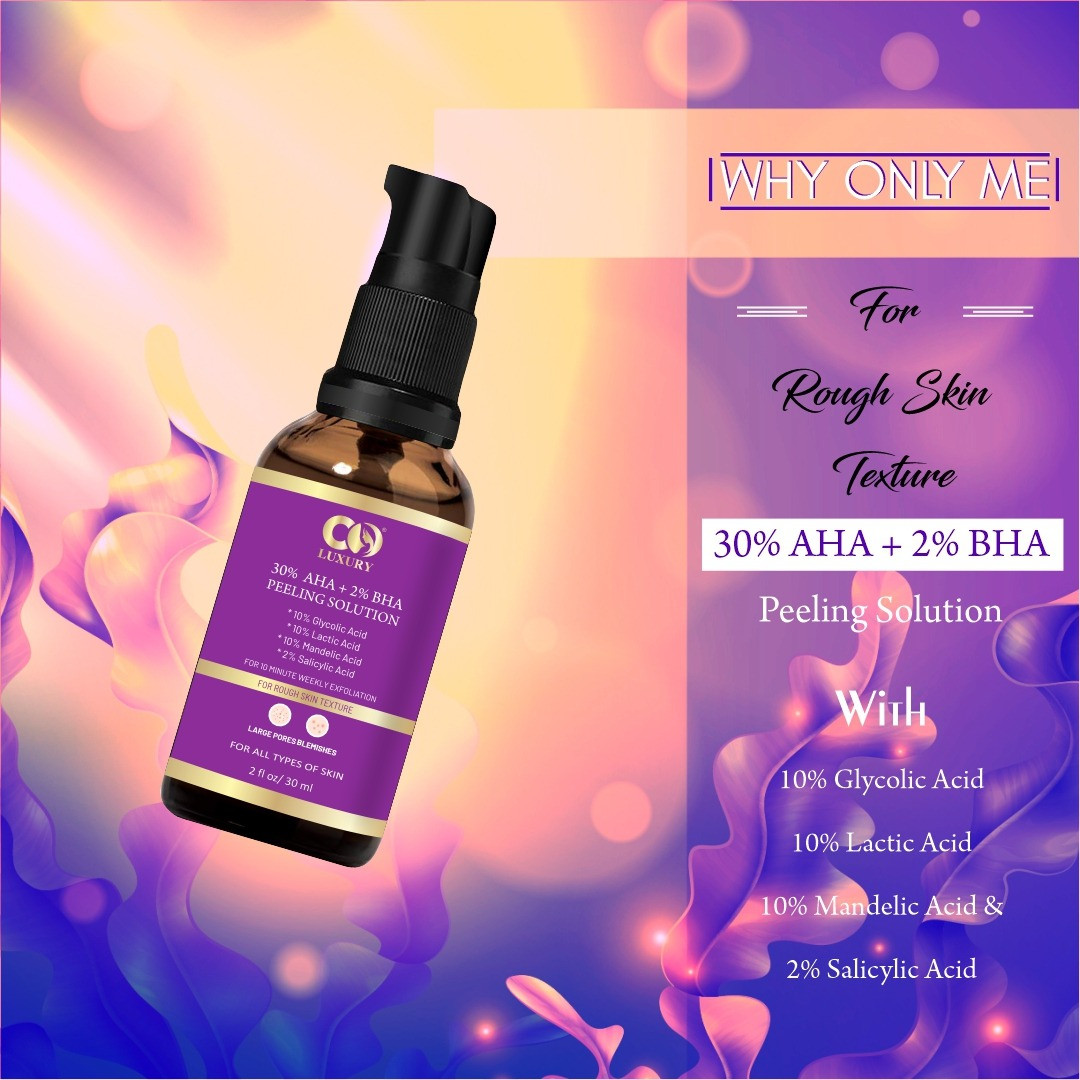 WHY ONLY ME
For
Rough Skin
Texture
30% AHA + 2% BHA
Peeling Solution
With
10% Glycolic Acid
10% Lactic Acid
10% Mandelic Acid &
2% Salicylic Acid
®
LUXURY
30% AHA + 2% BHA
PEELING SOLUTION
*10% Glycolic Acid
*10% Lactic Acid
*10% Mandelic Acid
*2% Salicylic Acid
FOR 10 MINUTE WEEKLY EXFOLIATION
FOR ROUGH SKIN TEXTURE
LARGE PORES BLEMISHES
FOR ALL TYPES OF SKIN
2 fl oz/ 30 ml